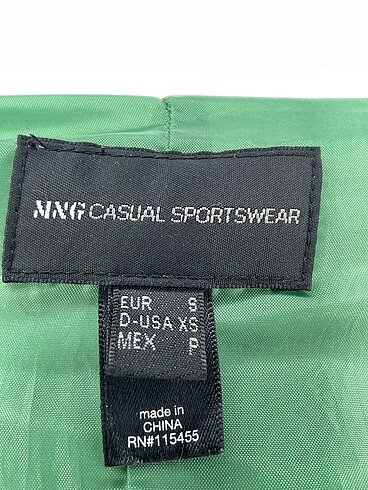 MNG CASUAL SPORTSWEAR
EUR S
D-USA XS
MEX P
made in
CHINA
RN#115455